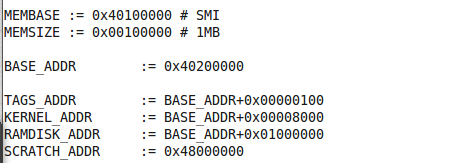 MEMBASE := 0x40100000 # SMI
MEMSIZE := 0x00100000 # 1MB
BASE_ADDR := 0x40200000
TAGS_ADDR := BASE_ADDR+0x00000100
KERNEL_ADDR := BASE_ADDR+0x00008000
RAMDISK_ADDR := BASE_ADDR+0x01000000
SCRATCH_ADDR := 0x48000000